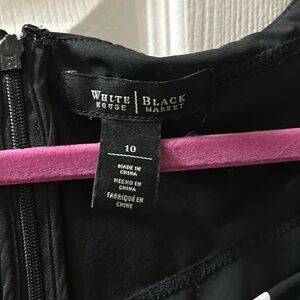 WHITE | BLACK
HOUSE | MARKET
10
MADE IN
CHINA
HECHO EN
CHINA
FABRIQUÉ EN
CHINE